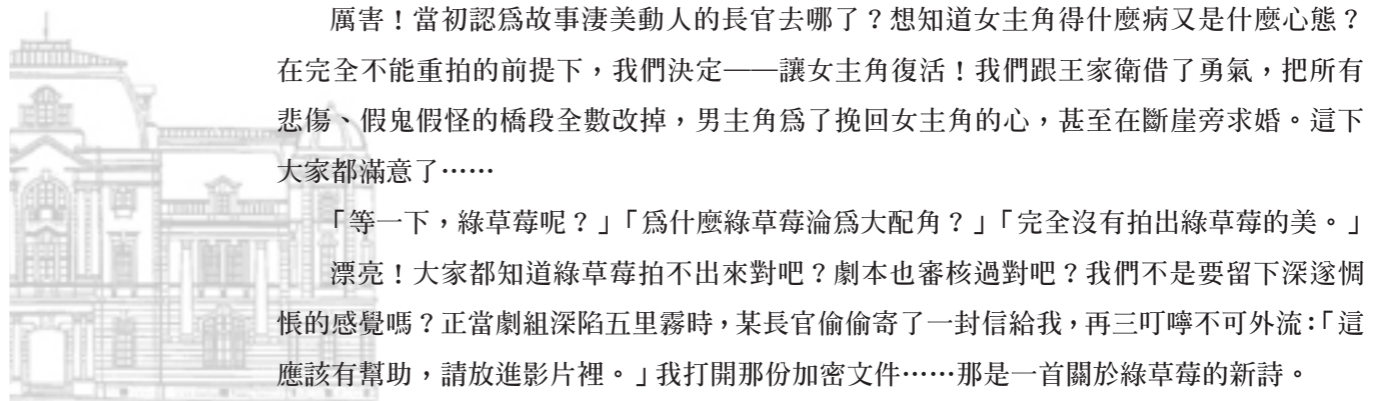 厲害！當初認爲故事淒美動人的長官去哪了？想知道女主角得什麼病又是什麼心態？
在完全不能重拍的前提下，我們決定——讓女主角復活！我們跟王家衛借了勇氣，把所有
悲傷、假鬼假怪的橋段全數改掉，男主角爲了挽回女主角的心，甚至在斷崖旁求婚。這下
大家都滿意了……
「等一下，綠草莓呢？」「爲什麼綠草莓淪爲大配角？」「完全沒有拍出綠草莓的美。」
漂亮！大家都知道綠草莓拍不出來對吧？劇本也審核過對吧？我們不是要留下深遂惆
悵的感覺嗎？正當劇組深陷五里霧時，某長官偷偷寄了一封信給我，再三叮嚀不可外流：「這
應該有幫助，請放進影片裡。」我打開那份加密文件……那是一首關於綠草莓的新詩。